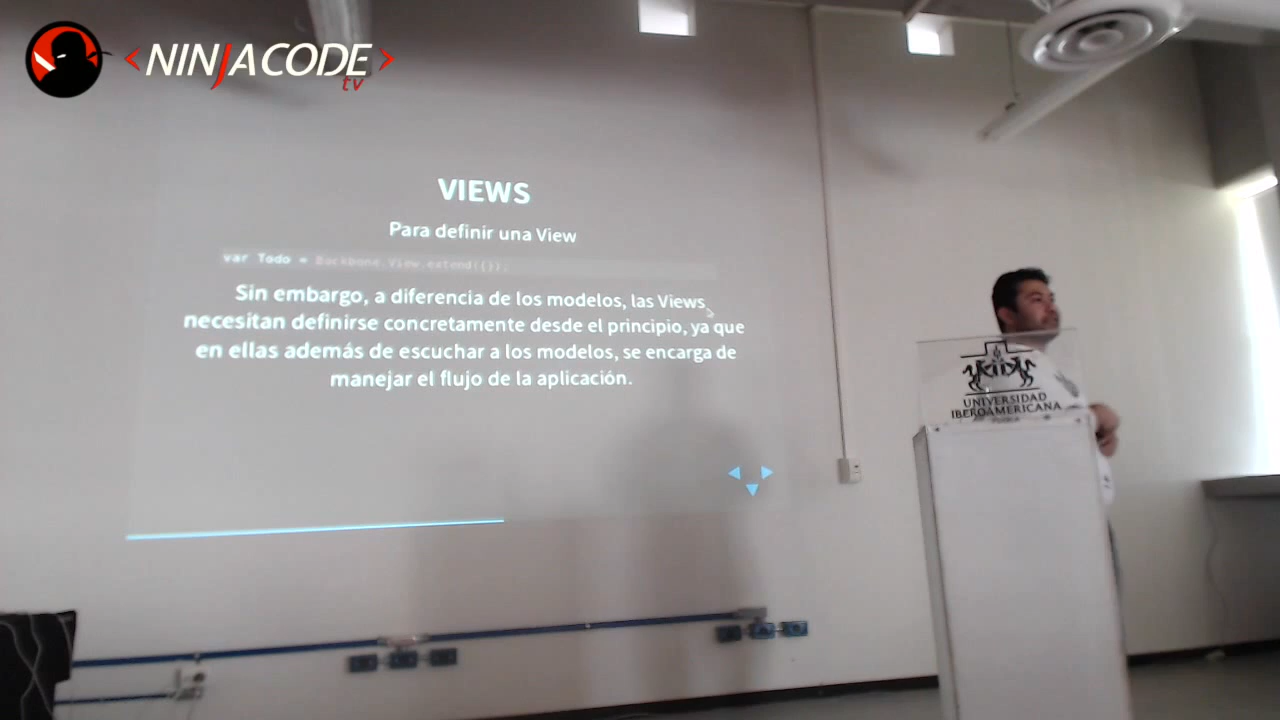 <NINJACODE>
tv
VIEWS
Para definir una View
var Todo = Backbone.View.extend({});
Sin embargo, a diferencia de los modelos, las Views
necesitan definirse concretamente desde el principio, ya que
en ellas además de escuchar a los modelos, se encarga de
manejar el flujo de la aplicación.
UNIVERSIDAD
IBEROAMERICANA